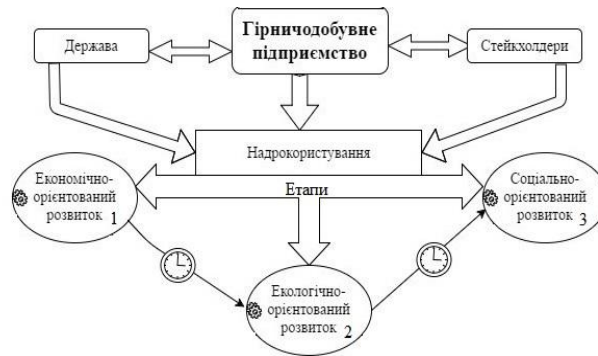 Держава
Гірничодобувне
підприємство
Стейкхолдери
Надрокористування
Етапи
Економічно-
орієнтований
розвиток 1
Соціально-
орієнтований
розвиток 3
Екологічно-
орієнтований
розвиток 2